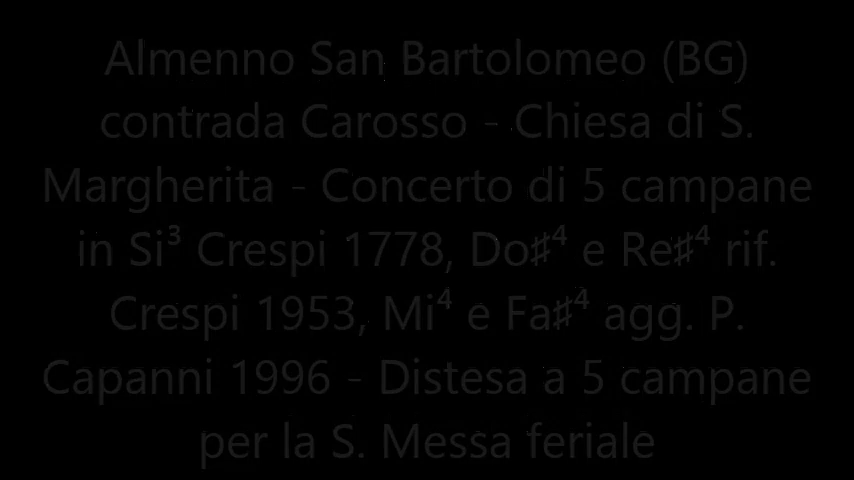 Almenno San Bartolomeo (BG)
contrada Carosso - Chiesa di S.
Margherita - Concerto di 5 campane
in Si³ Crespi 1778, Do♯⁴ e Re♯⁴ rif.
Crespi 1953, Mi⁴ e Fa♯⁴ agg. P.
Capanni 1996 - Distesa a 5 campane
per la S. Messa feriale